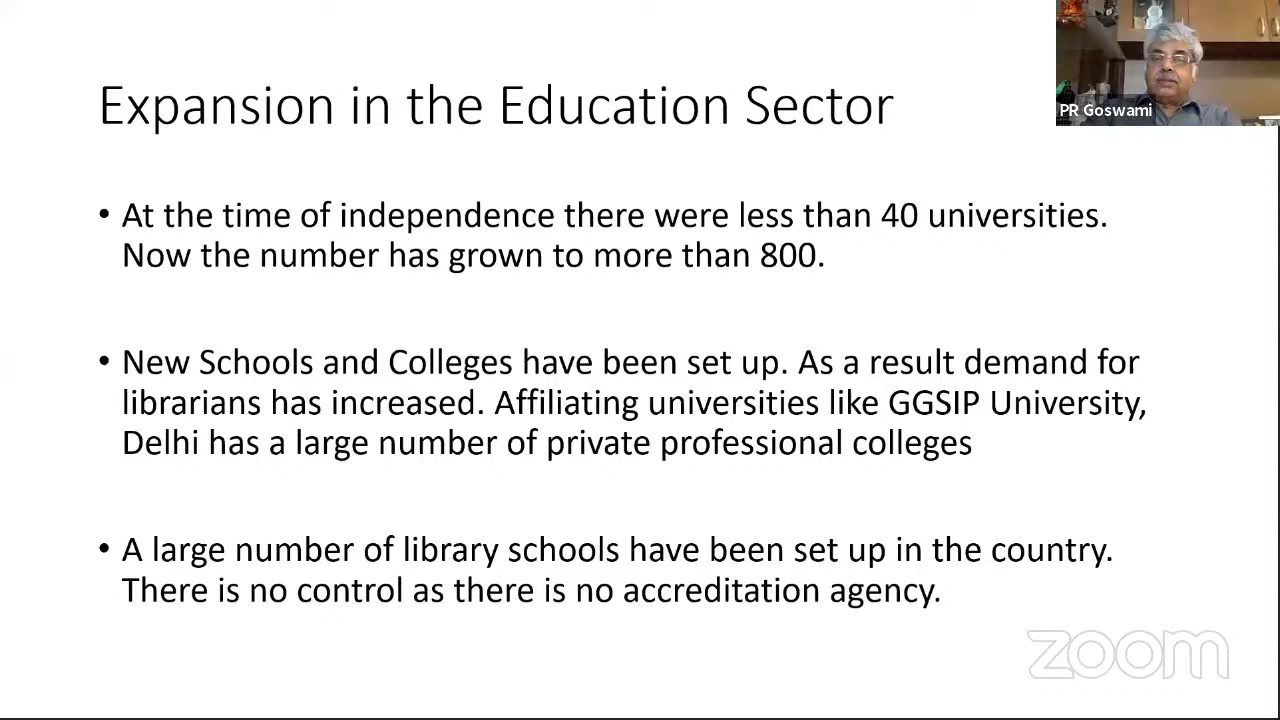 Expansion in the Education Sector
PR Goswami
• At the time of independence there were less than 40 universities.
Now the number has grown to more than 800.
• New Schools and Colleges have been set up. As a result demand for
librarians has increased. Affiliating universities like GGSIP University,
Delhi has a large number of private professional colleges
• A large number of library schools have been set up in the country.
There is no control as there is no accreditation agency.
zoom